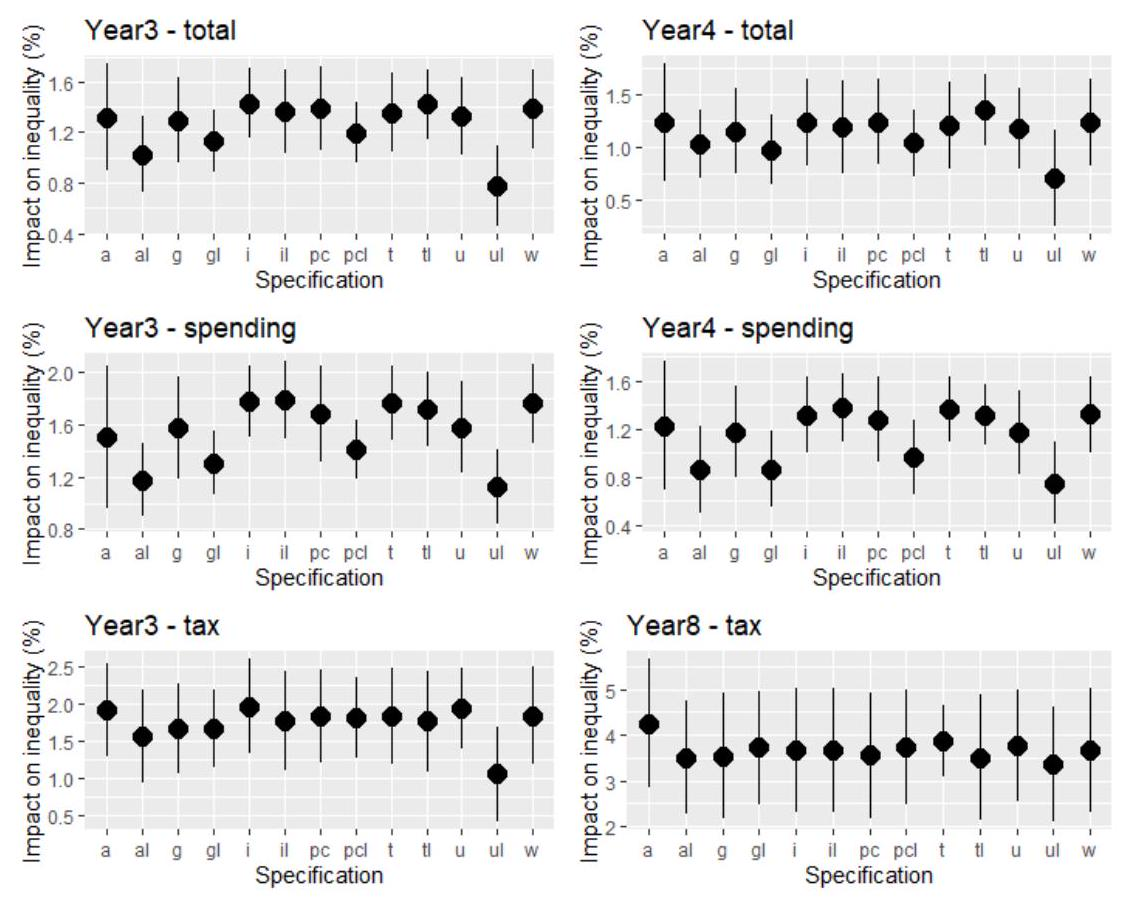 Year3 - total
Impact on inequality (%)
1.6
1.2
0.8
0.4
a al g gl i il pc pcl t tl u ul w
Specification
Year4 - total
Impact on inequality (%)
1.5
1.0
0.5
a al g gl i il pc pcl t tl u ul w
Specification
Year3 - spending
Impact on inequality (%)
2.0
1.6
1.2
0.8
a al g gl i il pc pcl t tl u ul w
Specification
Year4 - spending
Impact on inequality (%)
1.6
1.2
0.8
0.4
a al g gl i il pc pcl t tl u ul w
Specification
Year3 - tax
Impact on inequality (%)
2.5
2.0
1.5
1.0
0.5
a al g gl i il pc pcl t tl u ul w
Specification
Year8 - tax
Impact on inequality (%)
5
4
3
2
a al g gl i il pc pcl t tl u ul w
Specification